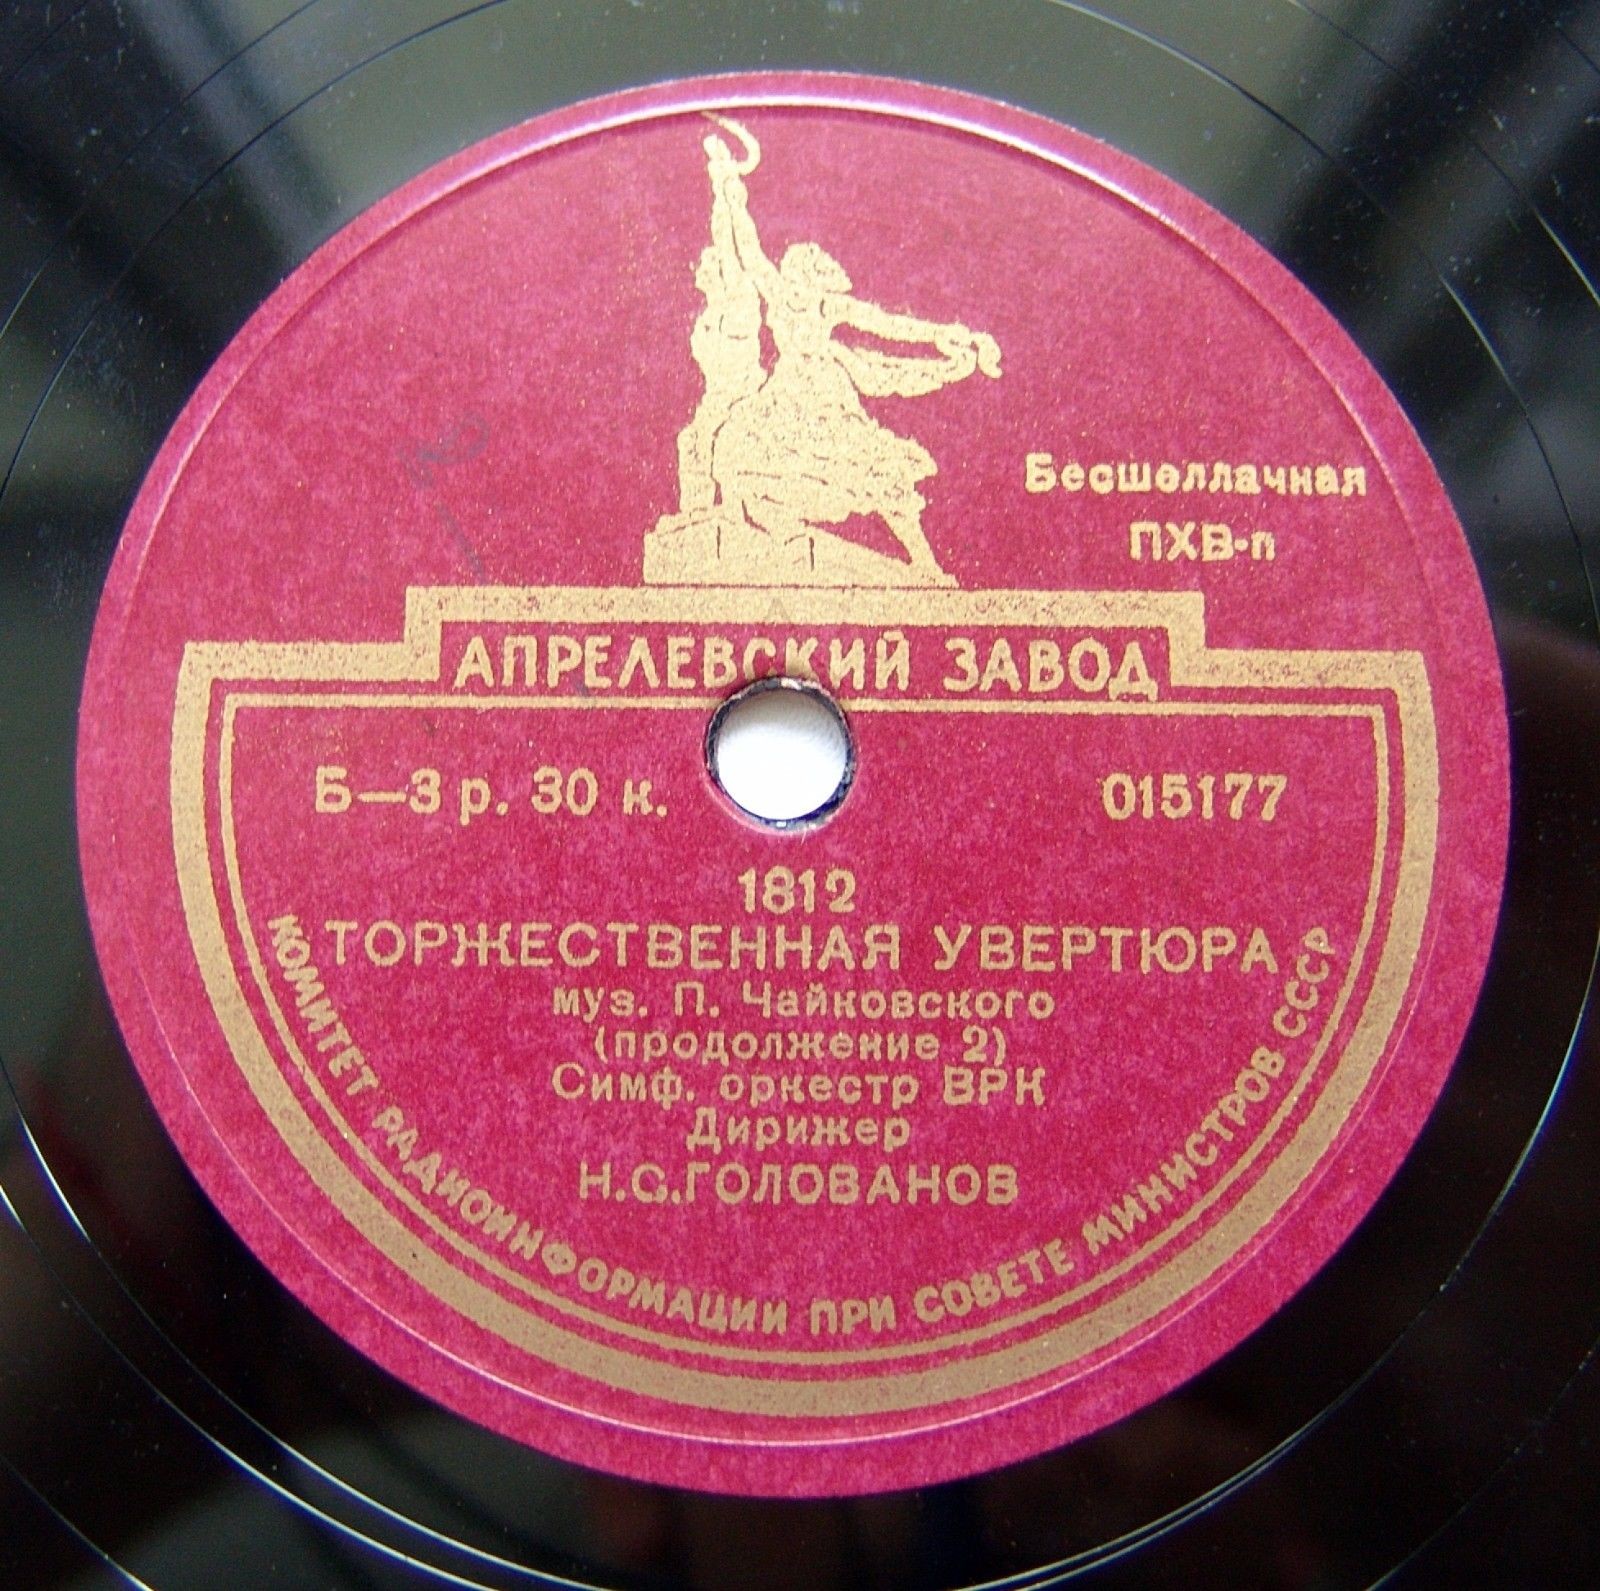 Бесшеллачная
ПХВ-п
АПРЕЛЕВСКИЙ ЗАВОД
Б—3 р. 30 к.
015177
1812
ТОРЖЕСТВЕННАЯ УВЕРТЮРА
муз. П. Чайковского
(продолжение 2)
Симф. оркестр ВРК
Дирижер
Н.С.ГОЛОВАНОВ
КОМИТЕТ РАДИОИНФОРМАЦИИ ПРИ СОВЕТЕ МИНИСТРОВ СССР